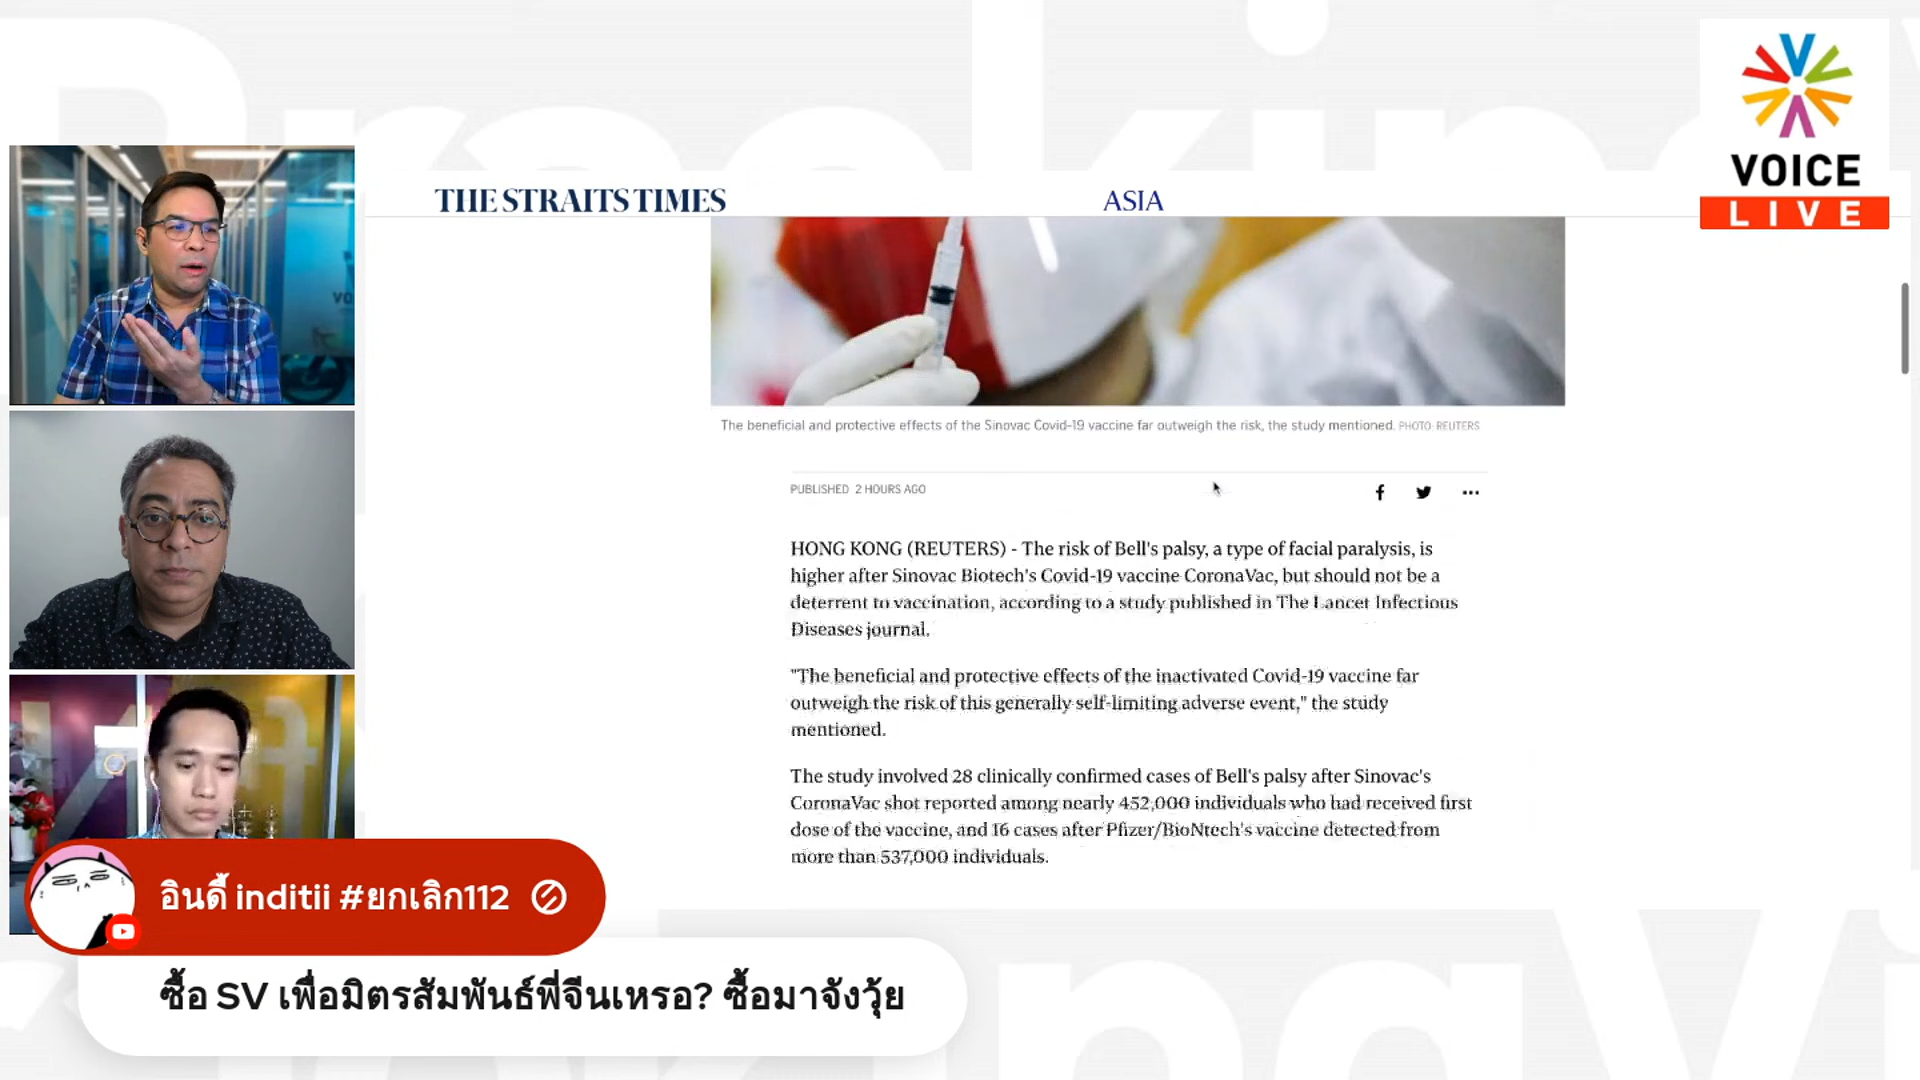 VOICE
LIVE
THE STRAITS TIMES
ASIA
The beneficial and protective effects of the Sinovac Covid-19 vaccine far outweigh the risk, the study mentioned. PHOTO: REUTERS
PUBLISHED 2 HOURS AGO
HONG KONG (REUTERS) - The risk of Bell's palsy, a type of facial paralysis, is
higher after Sinovac Biotech's Covid-19 vaccine CoronaVac, but should not be a
deterrent to vaccination, according to a study published in The Lancet Infectious
Diseases journal.
"The beneficial and protective effects of the inactivated Covid-19 vaccine far
outweigh the risk of this generally self-limiting adverse event," the study
mentioned.
The study involved 28 clinically confirmed cases of Bell's palsy after Sinovac's
CoronaVac shot reported among nearly 452,000 individuals who had received first
dose of the vaccine, and 16 cases after Pfizer/BioNtech's vaccine detected from
more than 537,000 individuals.
อินดี้ inditii #ยกเลิก112
ซื้อ SV เพื่อมิตรสัมพันธ์พี่จีนเหรอ? ซื้อมาจังวุ้ย